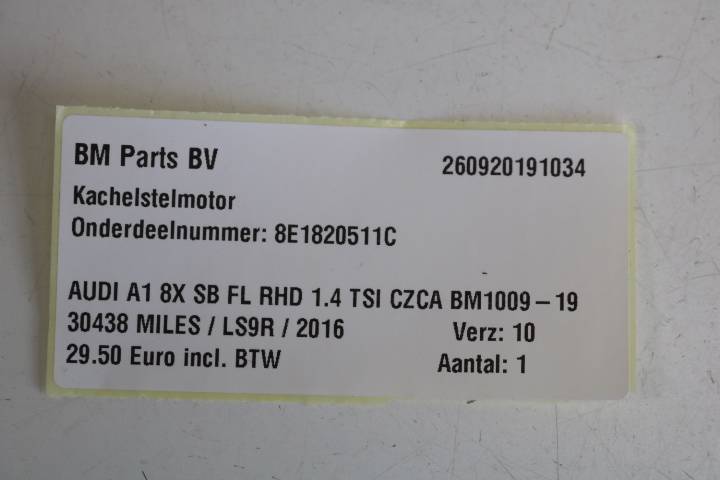 BM Parts BV 260920191034
Kachelstelmotor
Onderdeelnummer: 8E1820511C
AUDI A1 8X SB FL RHD 1.4 TSI CZCA BM1009-19
30438 MILES / LS9R / 2016 Verz: 10
29.50 Euro incl. BTW Aantal: 1